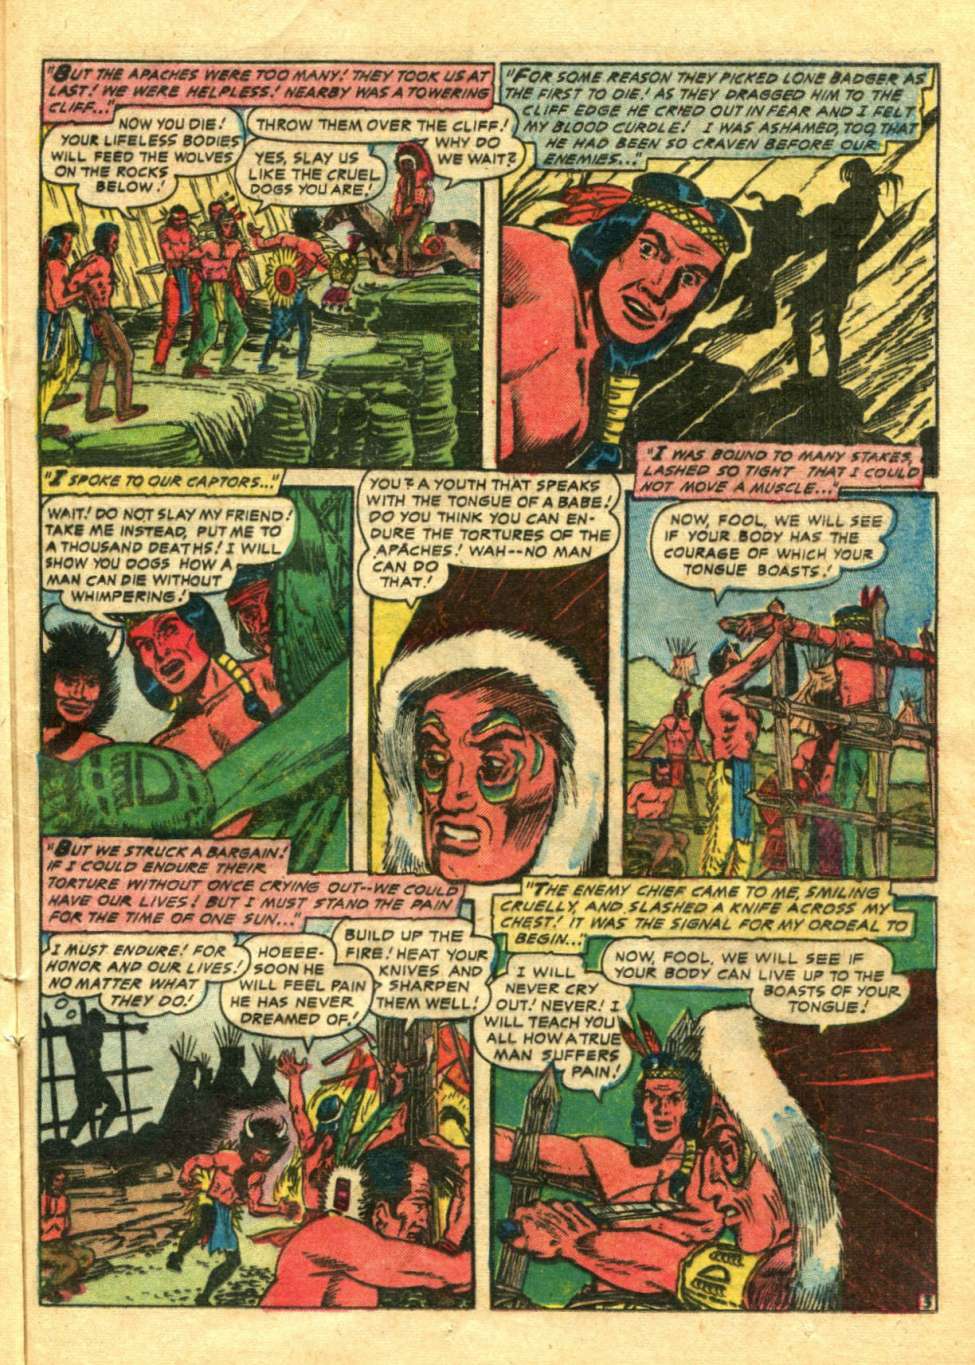 "BUT THE APACHES WERE TOO MANY! THEY TOOK US AT
LAST! WE WERE HELPLESS! NEARBY WAS A TOWERING
CLIFF..."
NOW YOU DIE!
YOUR LIFELESS BODIES
WILL FEED THE WOLVES
ON THE ROCKS
BELOW!
THROW THEM OVER THE CLIFF!
WHY DO
WE WAIT?
YES, SLAY US
LIKE THE CRUEL
DOGS YOU ARE!
"FOR SOME REASON THEY PICKED LONE BADGER AS
THE FIRST TO DIE! AS THEY DRAGGED HIM TO THE
CLIFF EDGE HE CRIED OUT IN FEAR AND I FELT
MY BLOOD CURDLE! I WAS ASHAMED, TOO, THAT
HE HAD BEEN SO CRAVEN BEFORE OUR
ENEMIES..."
"I SPOKE TO OUR CAPTORS..."
WAIT! DO NOT SLAY MY FRIEND!
TAKE ME INSTEAD, PUT ME TO
A THOUSAND DEATHS! I WILL
SHOW YOU DOGS HOW A
MAN CAN DIE WITHOUT
WHIMPERING!
YOU? A YOUTH THAT SPEAKS
WITH THE TONGUE OF A BABE!
DO YOU THINK YOU CAN EN-
DURE THE TORTURES OF THE
APACHES! WAH--NO MAN
CAN DO
THAT!
"I WAS BOUND TO MANY STAKES,
LASHED SO TIGHT THAT I COULD
NOT MOVE A MUSCLE..."
NOW, FOOL, WE WILL SEE
IF YOUR BODY HAS THE
COURAGE OF WHICH YOUR
TONGUE BOASTS!
"BUT WE STRUCK A BARGAIN!
IF I COULD ENDURE THEIR
TORTURE WITHOUT ONCE CRYING OUT--WE COULD
HAVE OUR LIVES! BUT I MUST STAND THE PAIN
FOR THE TIME OF ONE SUN..."
I MUST ENDURE! FOR
HONOR AND OUR LIVES!
NO MATTER WHAT
THEY DO!
HOEEE-
SOON HE
WILL FEEL PAIN
HE HAS NEVER
DREAMED OF!
BUILD UP THE
FIRE! HEAT YOUR
KNIVES AND
SHARPEN
THEM WELL!
"THE ENEMY CHIEF CAME TO ME, SMILING
CRUELLY, AND SLASHED A KNIFE ACROSS MY
CHEST! IT WAS THE SIGNAL FOR MY ORDEAL TO
BEGIN...
I WILL
NEVER CRY
OUT! NEVER! I
WILL TEACH YOU
ALL HOW A TRUE
MAN SUFFERS
PAIN!
NOW, FOOL, WE WILL SEE IF
YOUR BODY CAN LIVE UP TO THE
BOASTS OF YOUR
TONGUE!
3